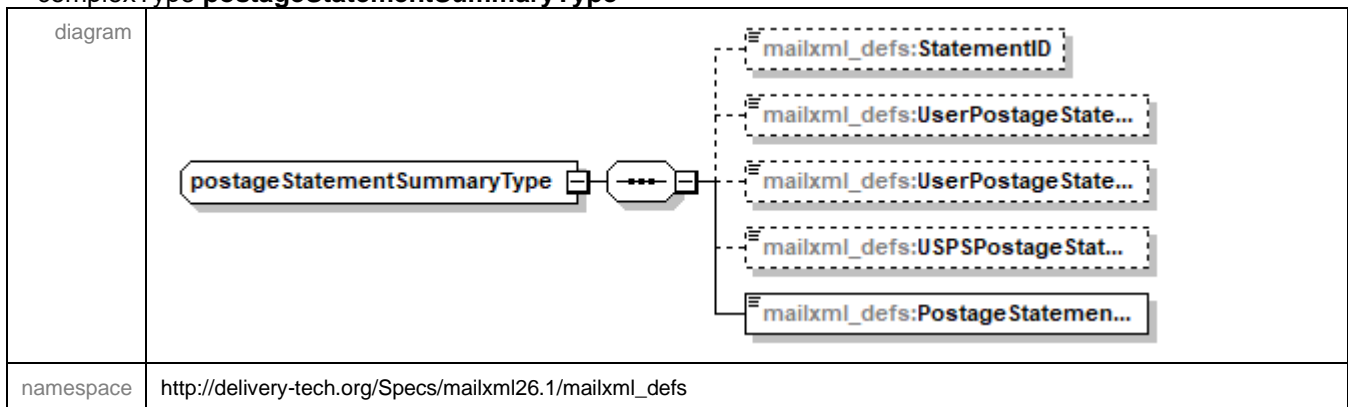 complexType postageStatementSummaryType
diagram
mailxml_defs:StatementID
mailxml_defs:UserPostageState...
postageStatementSummaryType
mailxml_defs:UserPostageState...
mailxml_defs:USPSPostageStat...
mailxml_defs:PostageStatemen...
namespace http://delivery-tech.org/Specs/mailxml26.1/mailxml_defs